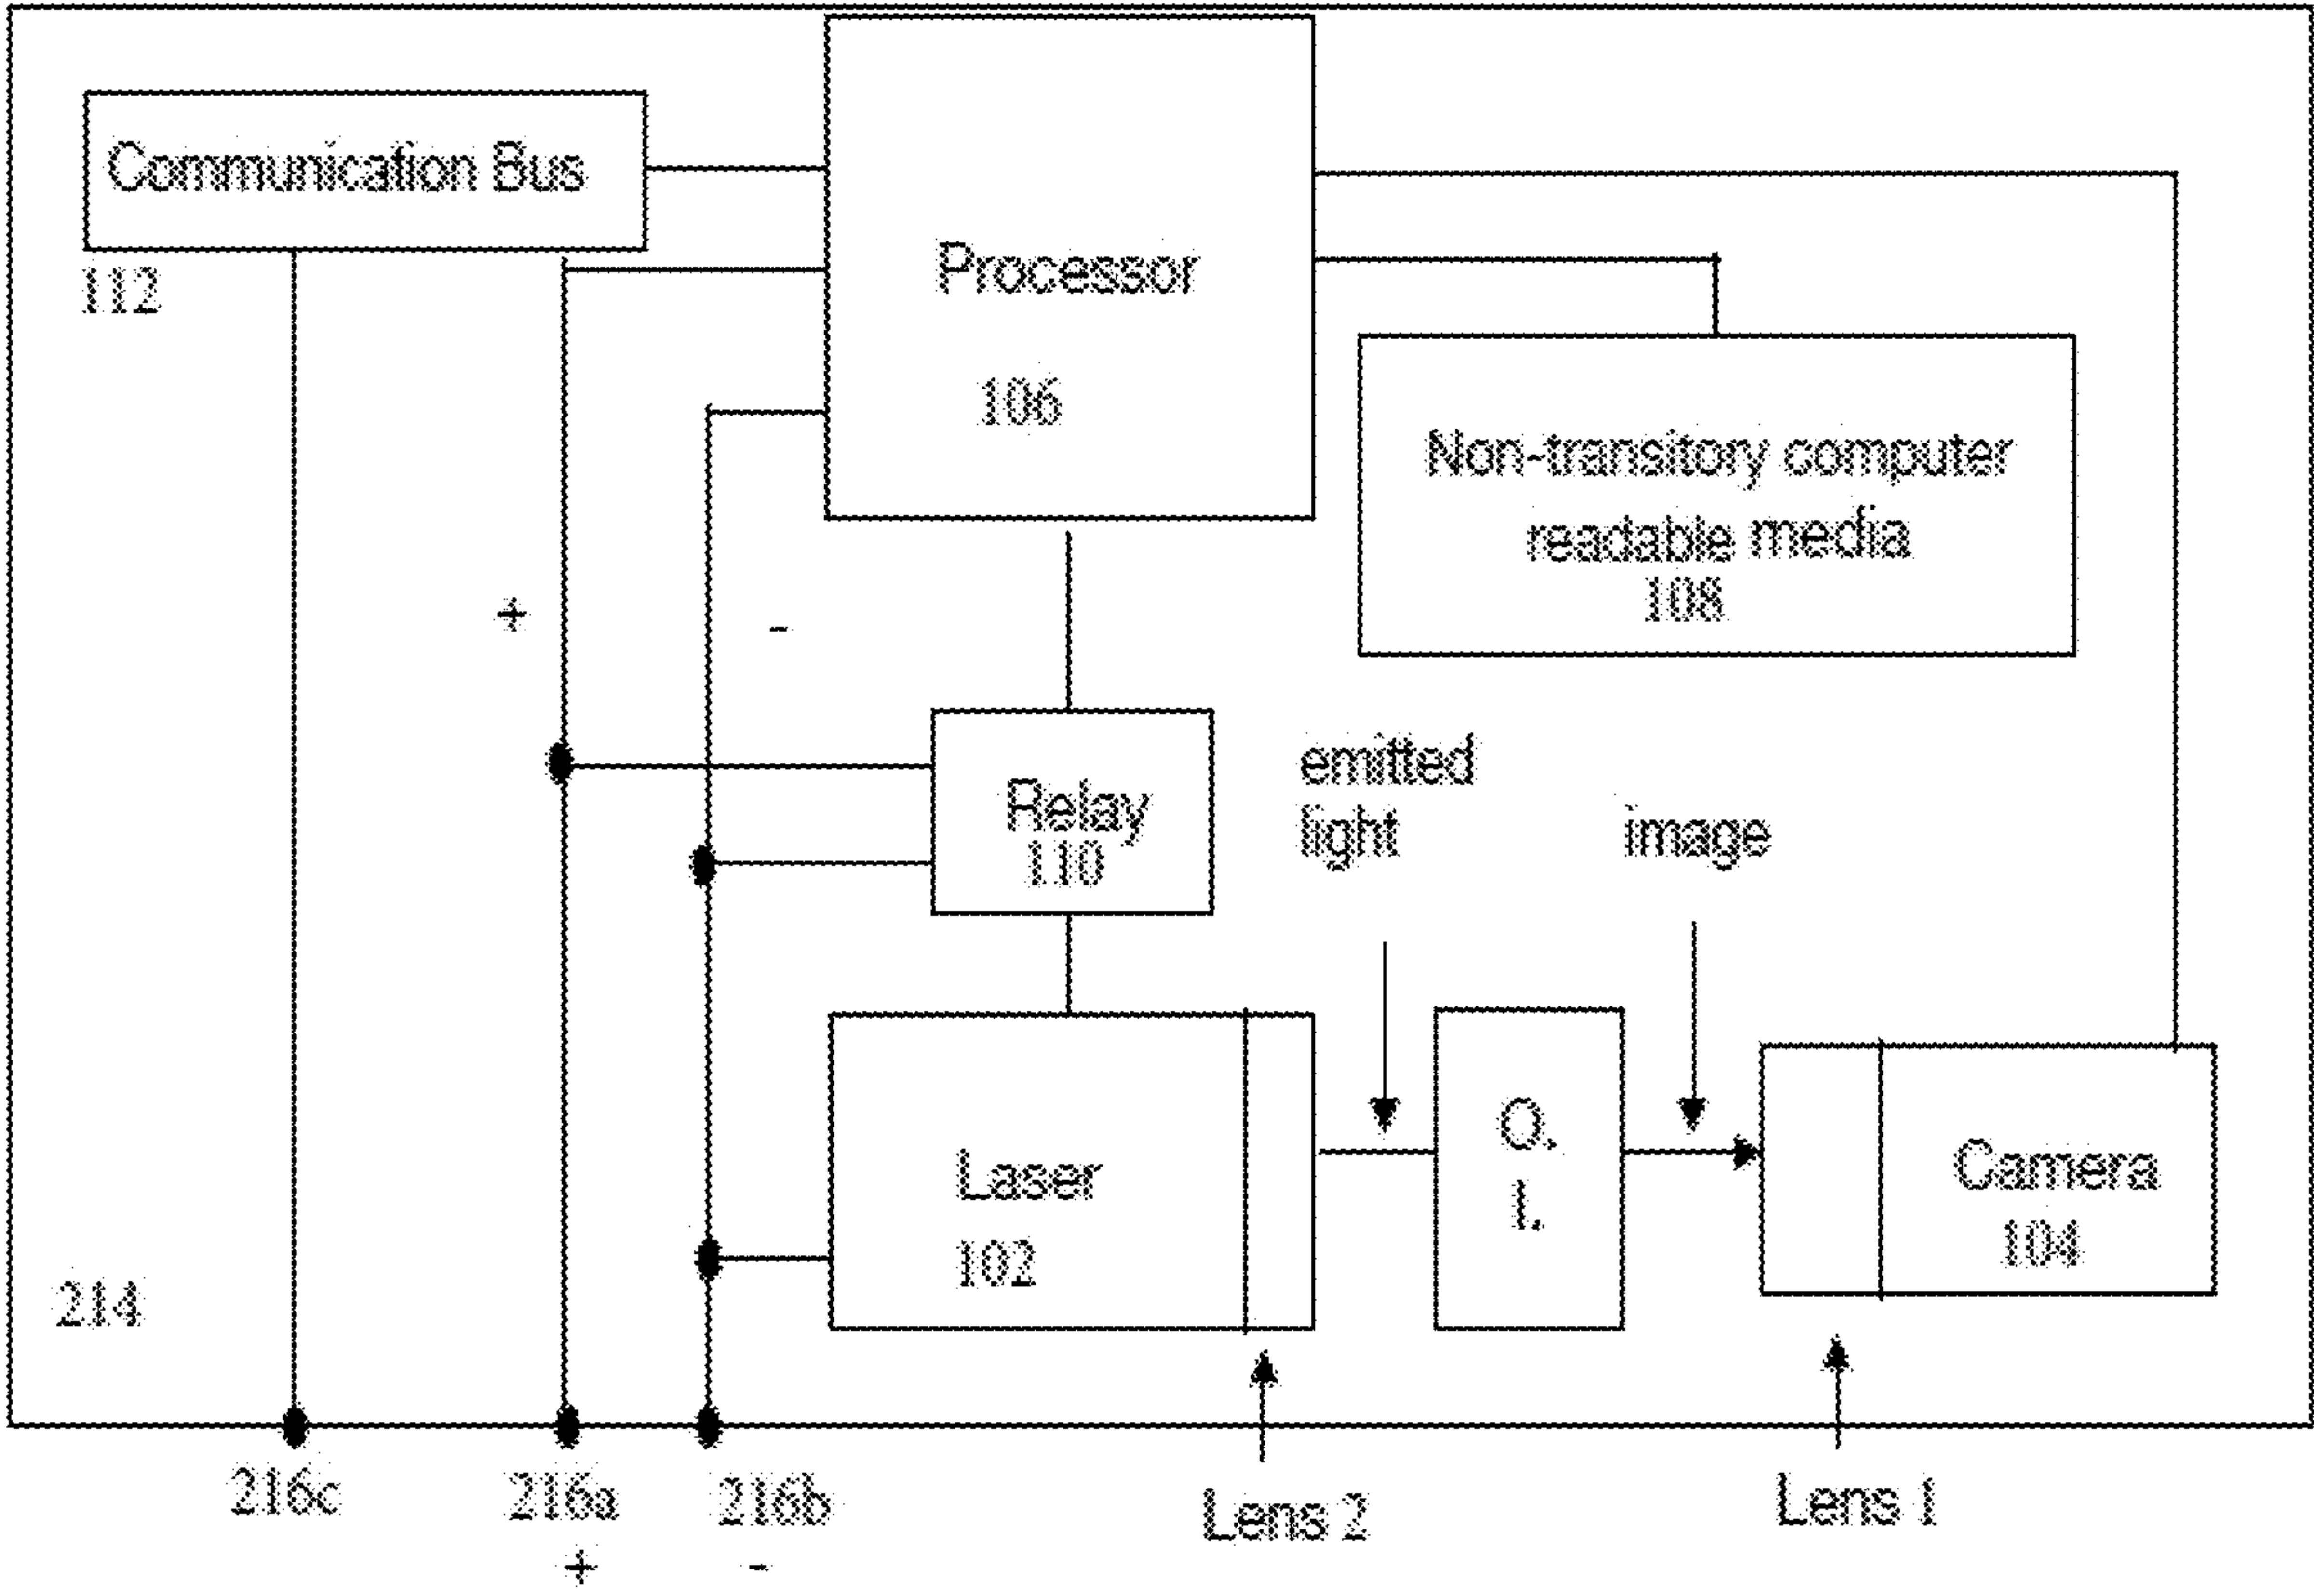 Communication Bus
112
Processor
106
Non-transitory computer
readable media
108
+
-
Relay
110
emitted
light
image
Laser
102
O.
I.
Camera
104
214
216c
216a
216b
+
-
Lens 2
Lens 1